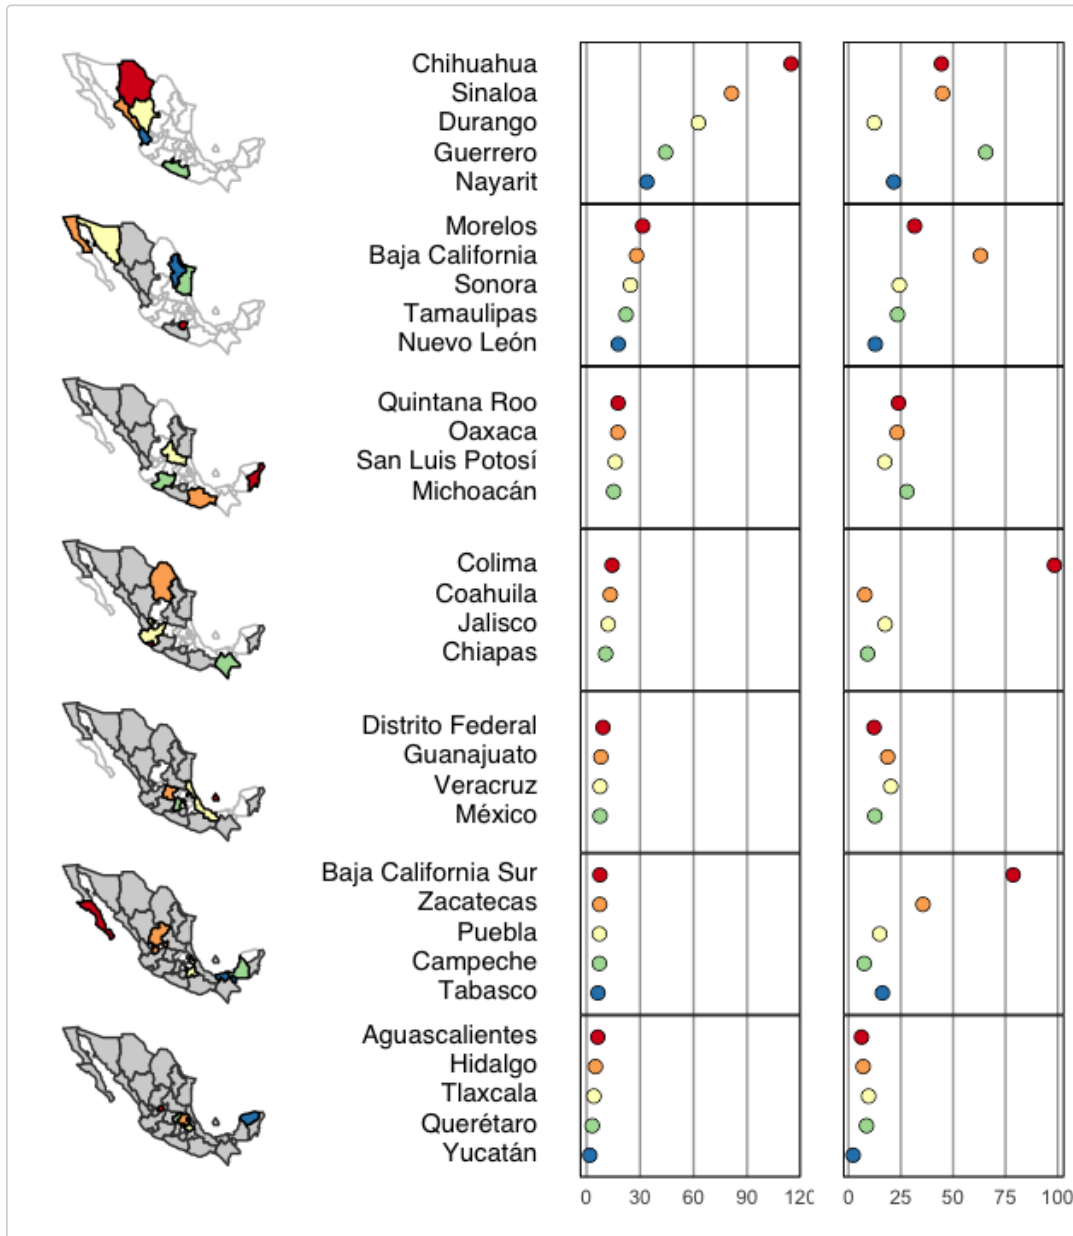 Chihuahua
Sinaloa
Durango
Guerrero
Nayarit
Morelos
Baja California
Sonora
Tamaulipas
Nuevo León
Quintana Roo
Oaxaca
San Luis Potosí
Michoacán
Colima
Coahuila
Jalisco
Chiapas
Distrito Federal
Guanajuato
Veracruz
México
Baja California Sur
Zacatecas
Puebla
Campeche
Tabasco
Aguascalientes
Hidalgo
Tlaxcala
Querétaro
Yucatán
0 30 60 90 120 0 25 50 75 100